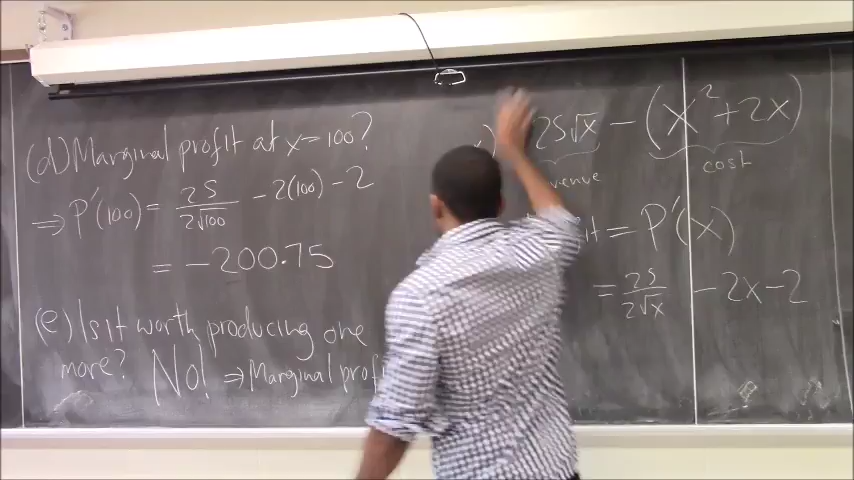 (d) Marginal profit at x=100?
⇒ P'(100) = 25/2√100 - 2(100) - 2
= -200.75
(e) Is it worth producing one
more? No! ⇒ Marginal prof
25√x - (x²+2x)
cost
= P'(x)
= 25/2√x - 2x - 2